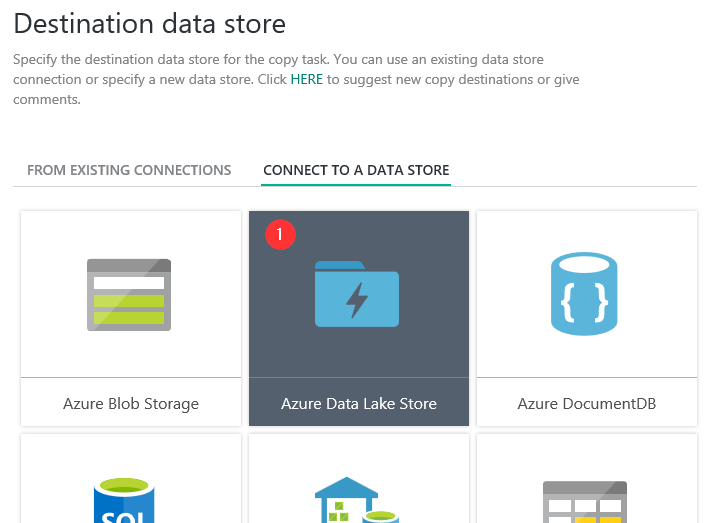 Destination data store
Specify the destination data store for the copy task. You can use an existing data store
connection or specify a new data store. Click HERE to suggest new copy destinations or give
comments.
FROM EXISTING CONNECTIONS
CONNECT TO A DATA STORE
1
{ }
Azure Blob Storage
Azure Data Lake Store
Azure DocumentDB
SQL